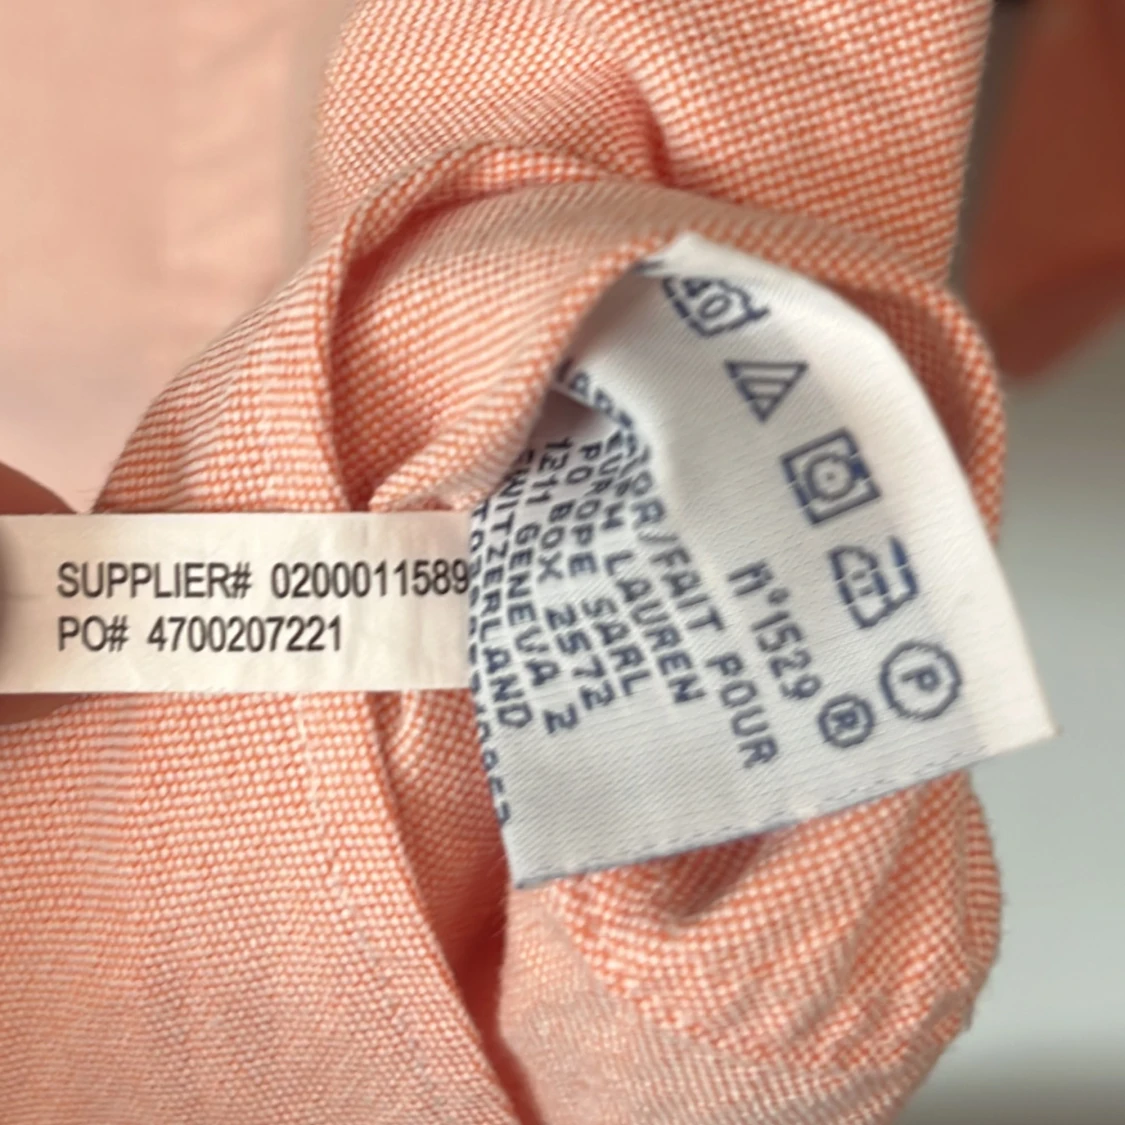 SUPPLIER# 0200011589
PO# 4700207221
40
P
n°1529 ®
FOR/FAIT POUR
RALPH LAUREN
EUROPE SARL
PO BOX 2572
1211 GENEVA 2
SWITZERLAND